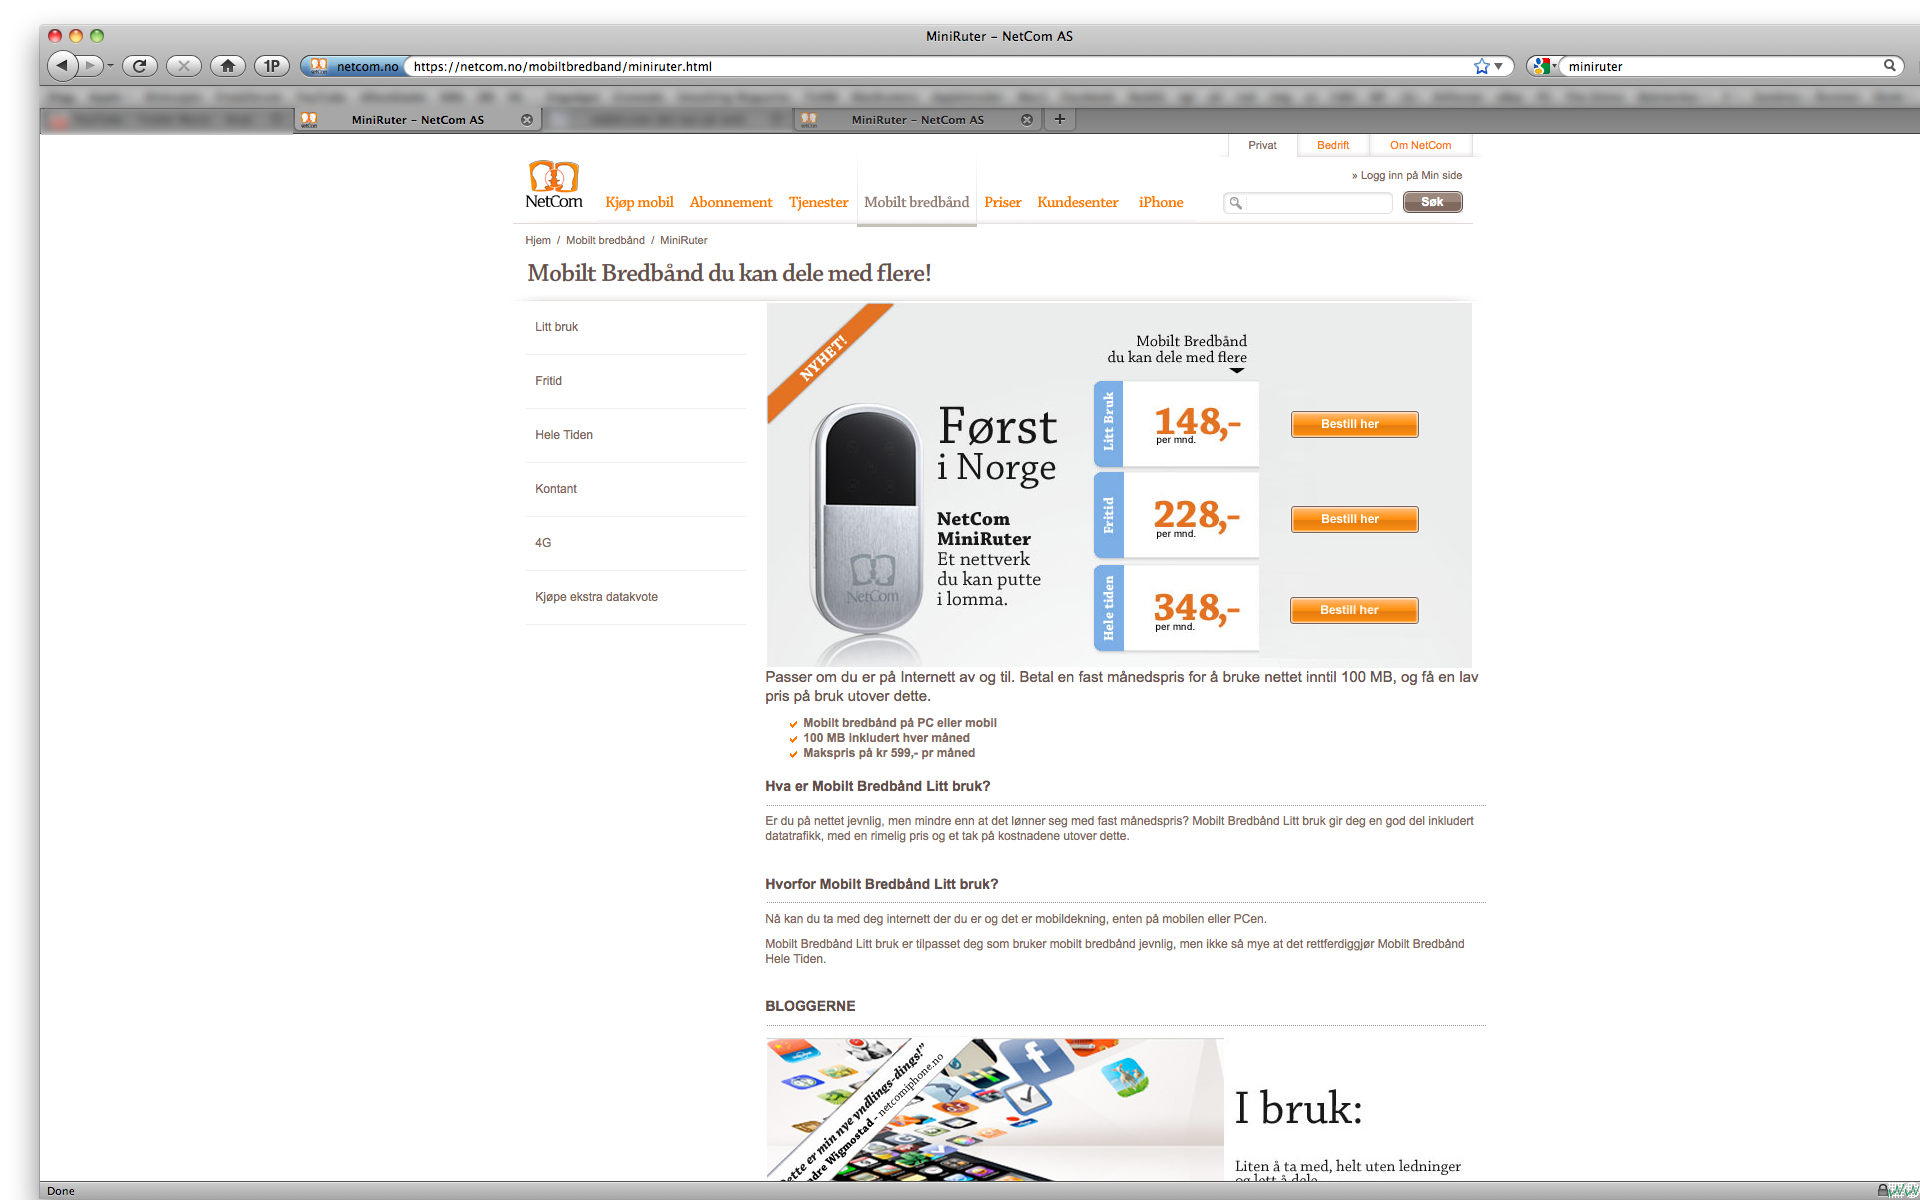 MiniRuter – NetCom AS
1P
netcom.no
https://netcom.no/mobiltbredband/miniruter.html
miniruter
MiniRuter – NetCom AS
MiniRuter – NetCom AS
Privat
Bedrift
Om NetCom
» Logg inn på Min side
NetCom
Kjøp mobil
Abonnement
Tjenester
Mobilt bredbånd
Priser
Kundesenter
iPhone
Søk
Hjem / Mobilt bredbånd / MiniRuter
Mobilt Bredbånd du kan dele med flere!
Litt bruk
Fritid
Hele Tiden
Kontant
4G
Kjøpe ekstra datakvote
NYHET!
Først
i Norge
NetCom
MiniRuter
Et nettverk
du kan putte
i lomma.
NetCom
Mobilt Bredbånd
du kan dele med flere
Litt Bruk
148,-
per mnd.
Bestill her
Fritid
228,-
per mnd.
Bestill her
Hele tiden
348,-
per mnd.
Bestill her
Passer om du er på Internett av og til. Betal en fast månedspris for å bruke nettet inntil 100 MB, og få en lav
pris på bruk utover dette.
Mobilt bredbånd på PC eller mobil
100 MB inkludert hver måned
Makspris på kr 599,- pr måned
Hva er Mobilt Bredbånd Litt bruk?
Er du på nettet jevnlig, men mindre enn at det lønner seg med fast månedspris? Mobilt Bredbånd Litt bruk gir deg en god del inkludert
datatrafikk, med en rimelig pris og et tak på kostnadene utover dette.
Hvorfor Mobilt Bredbånd Litt bruk?
Nå kan du ta med deg internett der du er og det er mobildekning, enten på mobilen eller PCen.
Mobilt Bredbånd Litt bruk er tilpasset deg som bruker mobilt bredbånd jevnlig, men ikke så mye at det rettferdiggjør Mobilt Bredbånd
Hele Tiden.
BLOGGERNE
ette er min nye yndlings-dings!"
dre Wigmostad - netcomiphone.no
I bruk:
Liten å ta med, helt uten ledninger
og lett å dele.
Done